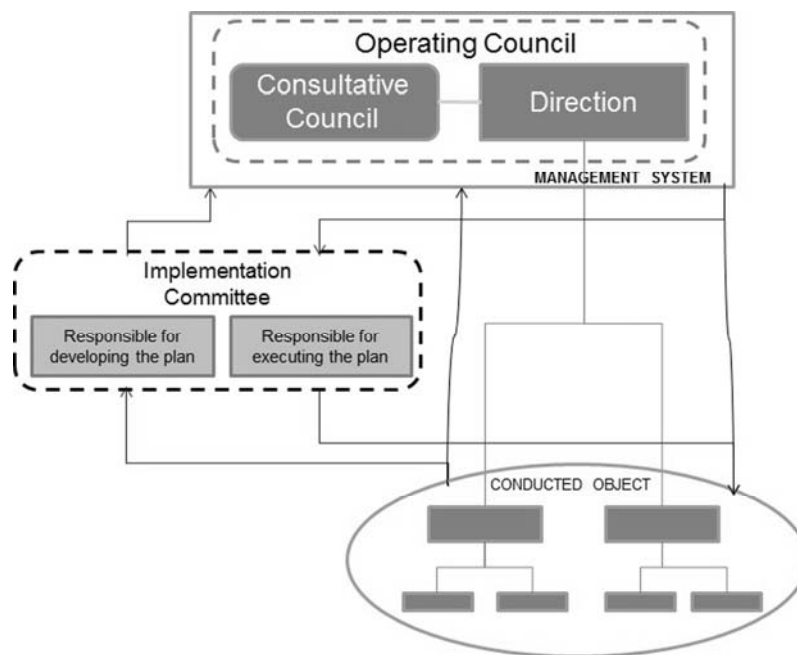 Operating Council
Consultative
Council
Direction
MANAGEMENT SYSTEM
Implementation
Committee
Responsible for
developing the plan
Responsible for
executing the plan
CONDUCTED OBJECT